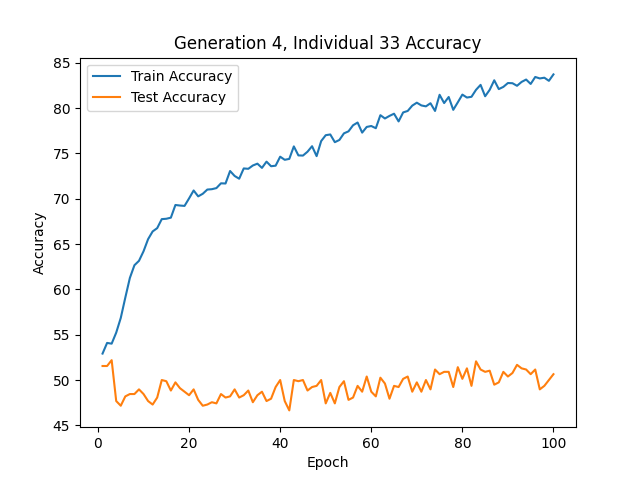 Generation 4, Individual 33 Accuracy
Train Accuracy
Test Accuracy
85
80
75
70
65
60
55
50
45
Accuracy
0 20 40 60 80 100
Epoch